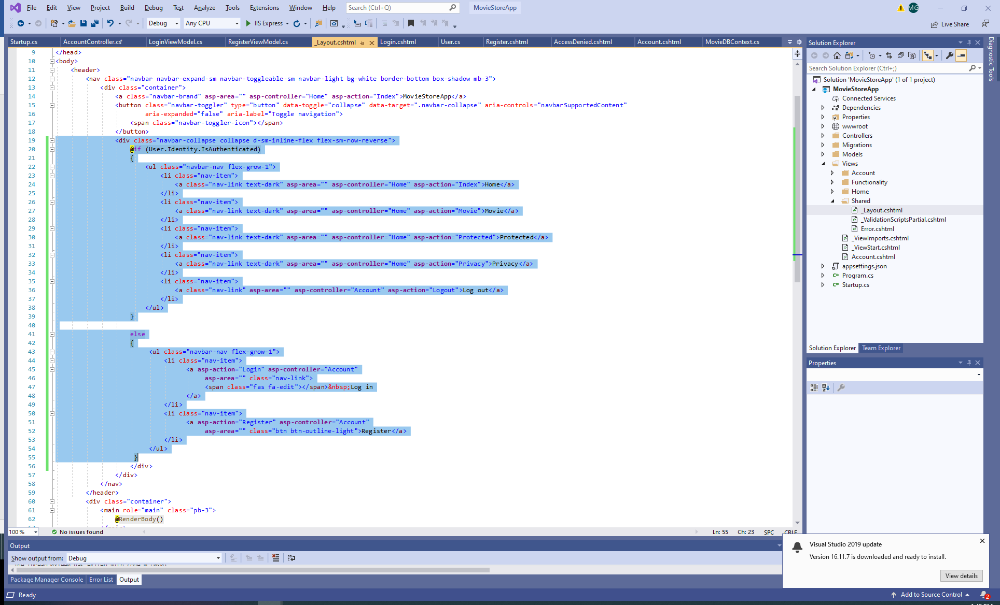 File Edit View Project Build Debug Test Analyze Tools Extensions Window Help Search (Ctrl+Q) MovieStoreApp MG
Debug Any CPU IIS Express Live Share
Startup.cs AccountController.cs* LoginViewModel.cs RegisterViewModel.cs _Layout.cshtml Login.cshtml User.cs Register.cshtml AccessDenied.cshtml Account.cshtml MovieDBContext.cs
9 </head>
10 <body>
11 <header>
12 <nav class="navbar navbar-expand-sm navbar-toggleable-sm navbar-light bg-white border-bottom box-shadow mb-3">
13 <div class="container">
14 <a class="navbar-brand" asp-area="" asp-controller="Home" asp-action="Index">MovieStoreApp</a>
15 <button class="navbar-toggler" type="button" data-toggle="collapse" data-target=".navbar-collapse" aria-controls="navbarSupportedContent"
16 aria-expanded="false" aria-label="Toggle navigation">
17 <span class="navbar-toggler-icon"></span>
18 </button>
19 <div class="navbar-collapse collapse d-sm-inline-flex flex-sm-row-reverse">
20 @if (User.Identity.IsAuthenticated)
21 {
22 <ul class="navbar-nav flex-grow-1">
23 <li class="nav-item">
24 <a class="nav-link text-dark" asp-area="" asp-controller="Home" asp-action="Index">Home</a>
25 </li>
26 <li class="nav-item">
27 <a class="nav-link text-dark" asp-area="" asp-controller="Home" asp-action="Movie">Movie</a>
28 </li>
29 <li class="nav-item">
30 <a class="nav-link text-dark" asp-area="" asp-controller="Home" asp-action="Protected">Protected</a>
31 </li>
32 <li class="nav-item">
33 <a class="nav-link text-dark" asp-area="" asp-controller="Home" asp-action="Privacy">Privacy</a>
34 </li>
35 <li class="nav-item">
36 <a class="nav-link" asp-area="" asp-controller="Account" asp-action="Logout">Log out</a>
37 </li>
38 </ul>
39 }
40
41 else
42 {
43 <ul class="navbar-nav flex-grow-1">
44 <li class="nav-item">
45 <a asp-action="Login" asp-controller="Account"
46 asp-area="" class="nav-link">
47 <span class="fas fa-edit"></span>&nbsp;Log in
48 </a>
49 </li>
50 <li class="nav-item">
51 <a asp-action="Register" asp-controller="Account"
52 asp-area="" class="btn btn-outline-light">Register</a>
53 </li>
54 </ul>
55 }
56 </div>
57 </div>
58 </nav>
59 </header>
60 <div class="container">
61 <main role="main" class="pb-3">
62 @RenderBody()
100 % No issues found Ln: 55 Ch: 23 SPC CRLF
Output
Show output from: Debug
Package Manager Console Error List Output
Ready Add to Source Control 2
Solution Explorer
Search Solution Explorer (Ctrl+;)
Solution 'MovieStoreApp' (1 of 1 project)
MovieStoreApp
Connected Services
Dependencies
Properties
wwwroot
Controllers
Migrations
Models
Views
Account
Functionality
Home
Shared
_Layout.cshtml
_ValidationScriptsPartial.cshtml
Error.cshtml
_ViewImports.cshtml
_ViewStart.cshtml
Account.cshtml
appsettings.json
C# Program.cs
C# Startup.cs
Solution Explorer Team Explorer
Properties
Diagnostic Tools
Visual Studio 2019 update
Version 16.11.7 is downloaded and ready to install.
View details